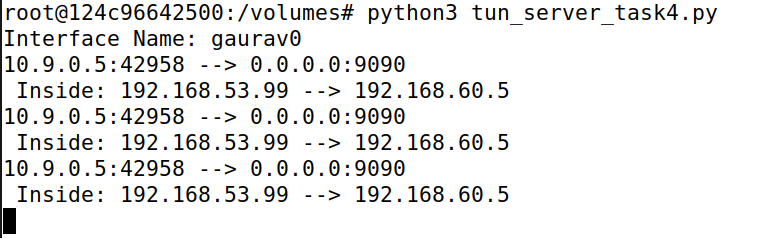 root@124c96642500:/volumes# python3 tun_server_task4.py
Interface Name: gaurav0
10.9.0.5:42958 --> 0.0.0.0:9090
 Inside: 192.168.53.99 --> 192.168.60.5
10.9.0.5:42958 --> 0.0.0.0:9090
 Inside: 192.168.53.99 --> 192.168.60.5
10.9.0.5:42958 --> 0.0.0.0:9090
 Inside: 192.168.53.99 --> 192.168.60.5